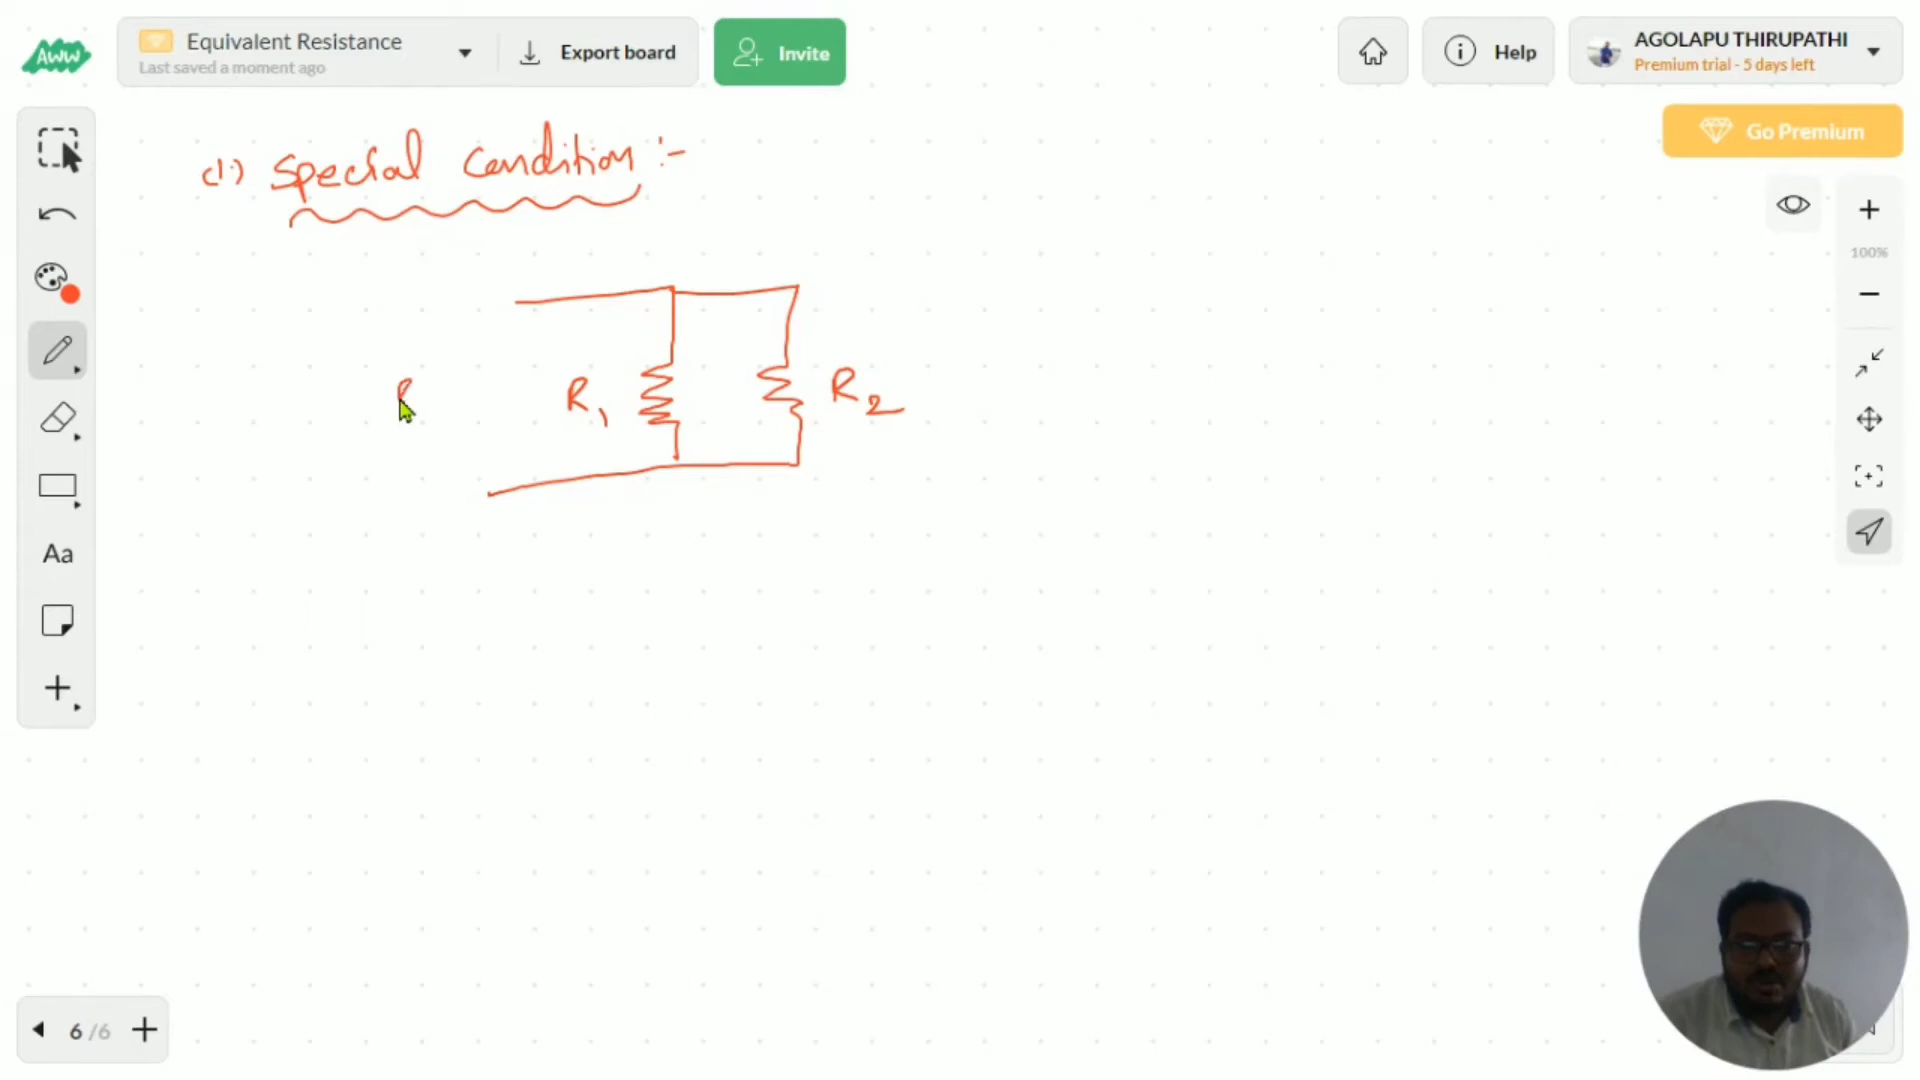 AWW
Equivalent Resistance
Last saved a moment ago
Export board
Invite
Help
AGOLAPU THIRUPATHI
Premium trial - 5 days left
Go Premium
100%
Special Condition :-
R
R1
R2
Aa
6 /6